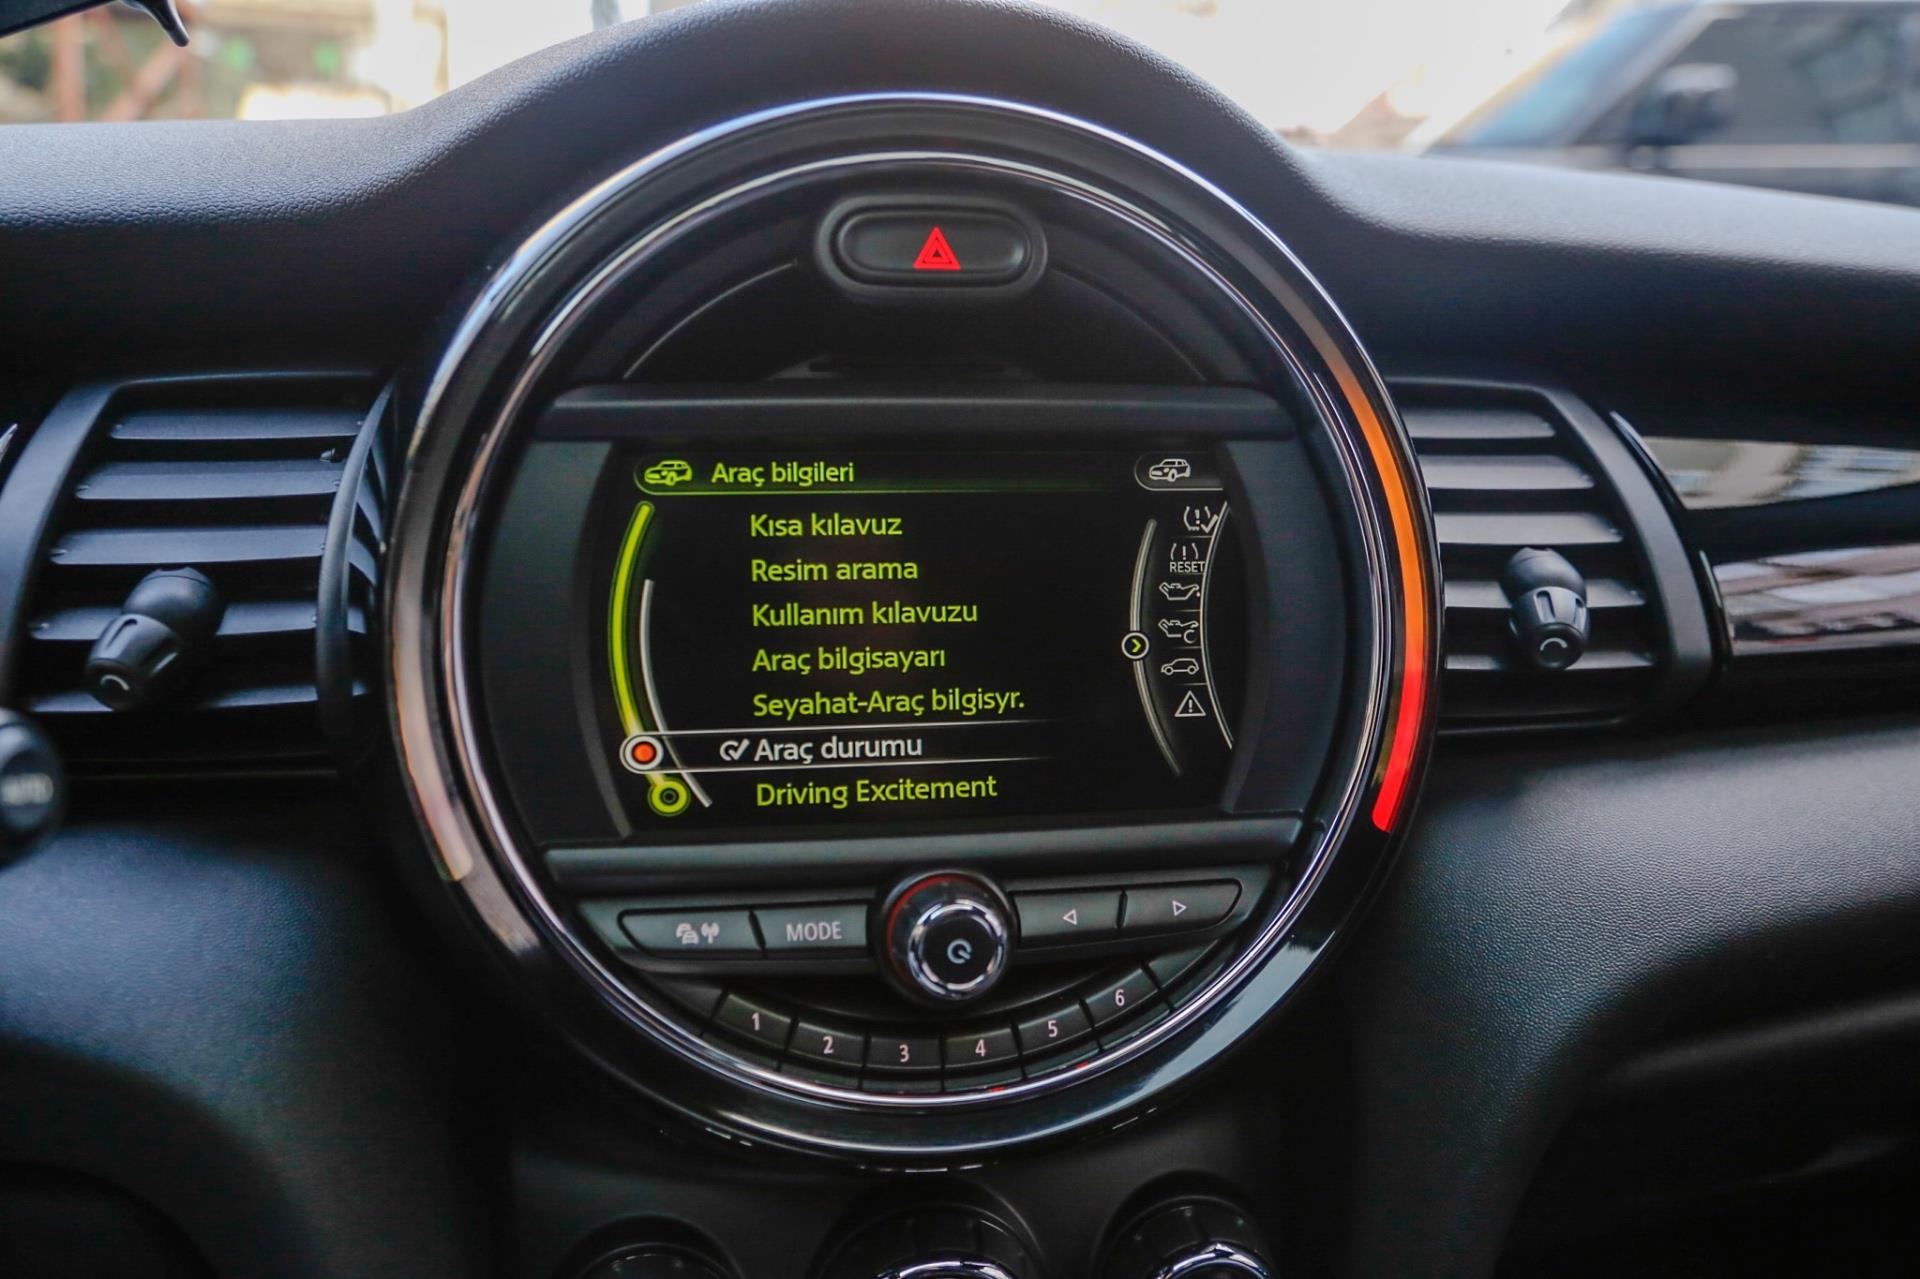 Araç bilgileri
Kısa kılavuz
Resim arama
Kullanım kılavuzu
Araç bilgisayarı
Seyahat-Araç bilgisyr.
Araç durumu
Driving Excitement
RESET
MODE
1 2 3 4 5 6